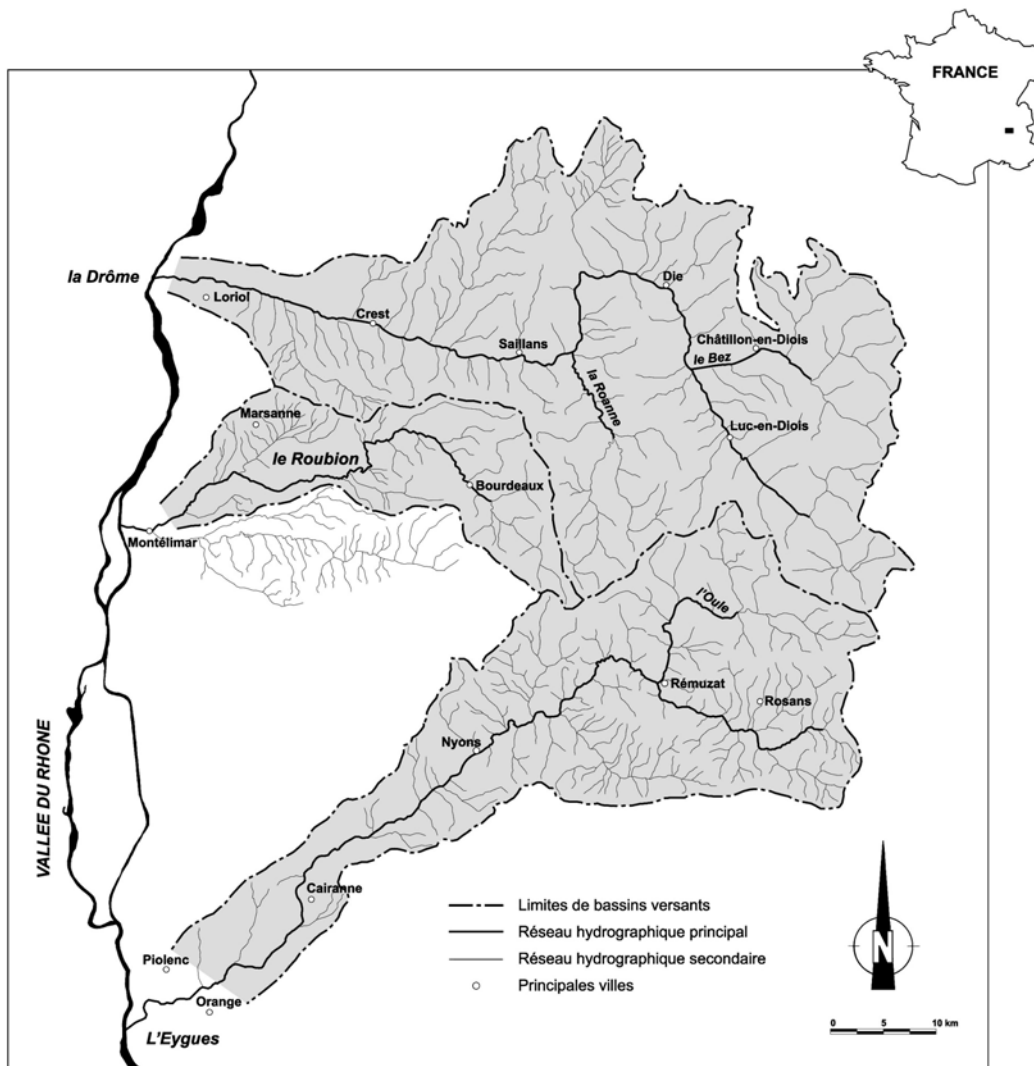 FRANCE
la Drôme
Loriol
Crest
Saillans
Die
Châtillon-en-Diois
le Bez
la Roanne
Luc-en-Diois
Marsanne
le Roubion
Bourdeaux
Montélimar
l'Oule
Rémuzat
Rosans
Nyons
VALLEE DU RHONE
Cairanne
Piolenc
Orange
L'Eygues
Limites de bassins versants
Réseau hydrographique principal
Réseau hydrographique secondaire
Principales villes
N
0 5 10 km